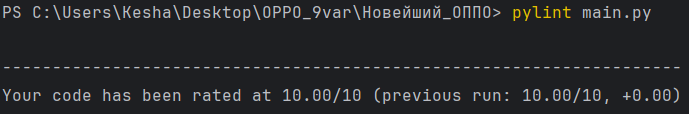 PS C:\Users\Kesha\Desktop\OPPO_9var\Новейший_ОППО> pylint main.py
--------------------------------------------------------------------
Your code has been rated at 10.00/10 (previous run: 10.00/10, +0.00)